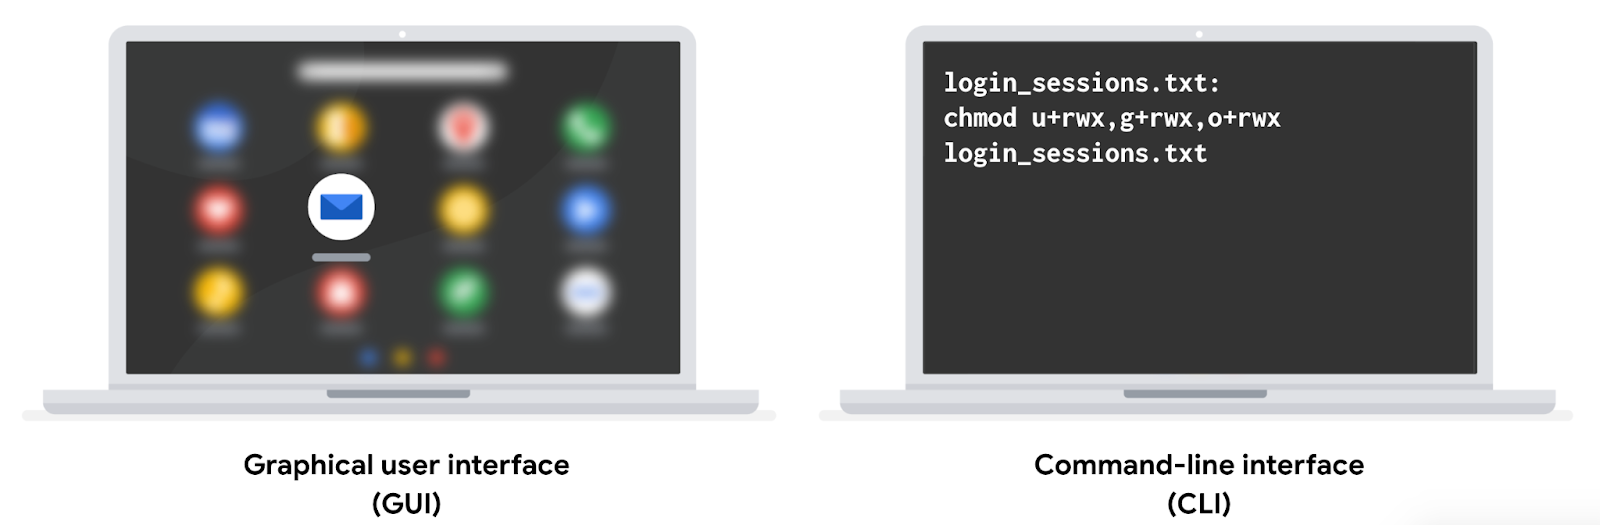 login_sessions.txt:
chmod u+rwx,g+rwx,o+rwx
login_sessions.txt
Graphical user interface
(GUI)
Command-line interface
(CLI)